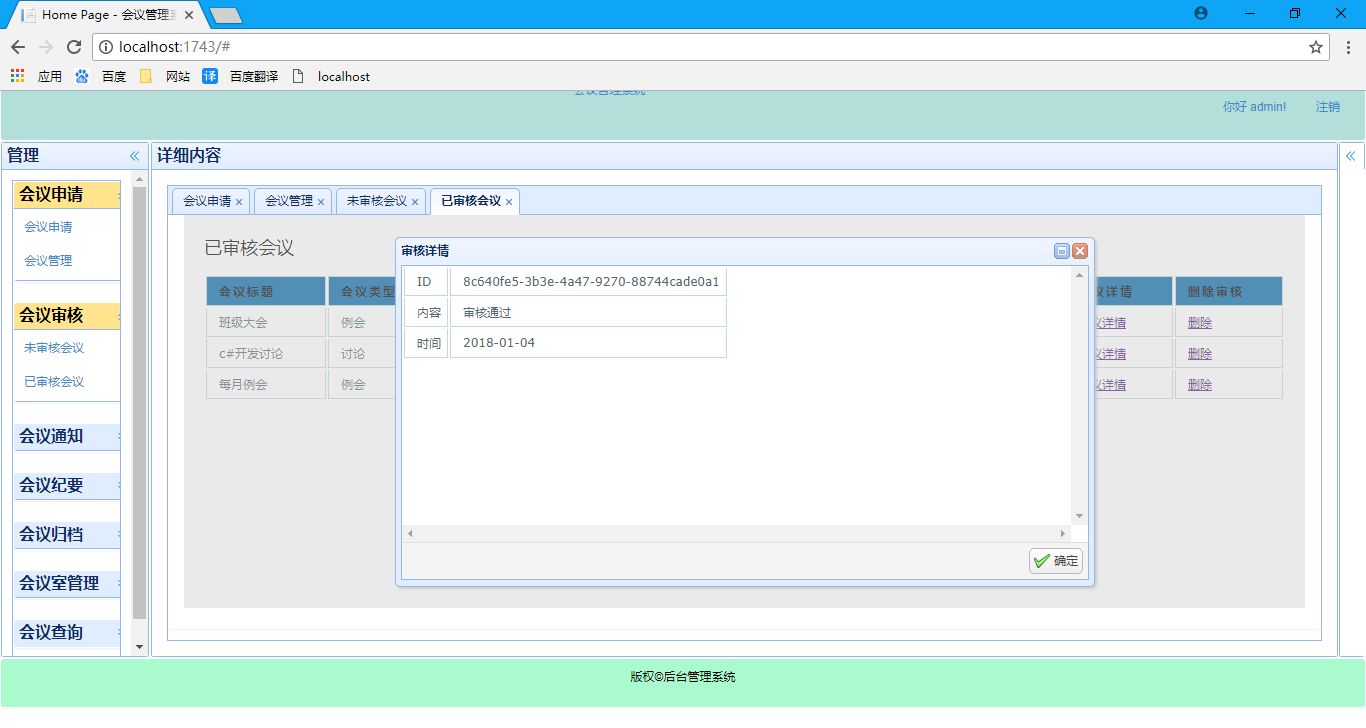 Home Page - 会议管理系
localhost:1743/#
应用 百度 网站 译 百度翻译 localhost
会议管理系统
你好 admin! 注销
管理
详细内容
会议申请
会议申请
会议管理
会议审核
未审核会议
已审核会议
会议通知
会议纪要
会议归档
会议室管理
会议查询
会议申请 会议管理 未审核会议 已审核会议
已审核会议
会议标题 会议类型 议详情 删除审核
班级大会 例会 议详情 删除
c#开发讨论 讨论 议详情 删除
每月例会 例会 议详情 删除
审核详情
ID 8c640fe5-3b3e-4a47-9270-88744cade0a1
内容 审核通过
时间 2018-01-04
确定
版权©后台管理系统